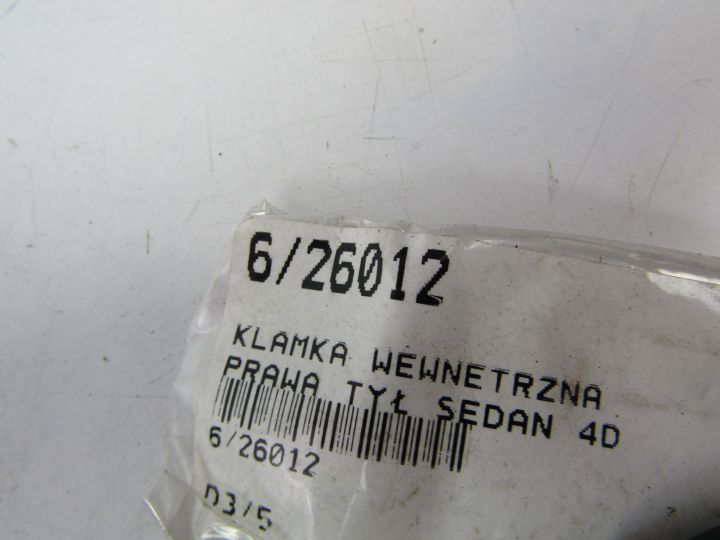 6/26012
KLAMKA WEWNETRZNA
PRAWA TYŁ SEDAN 4D
6/26012
D3/5